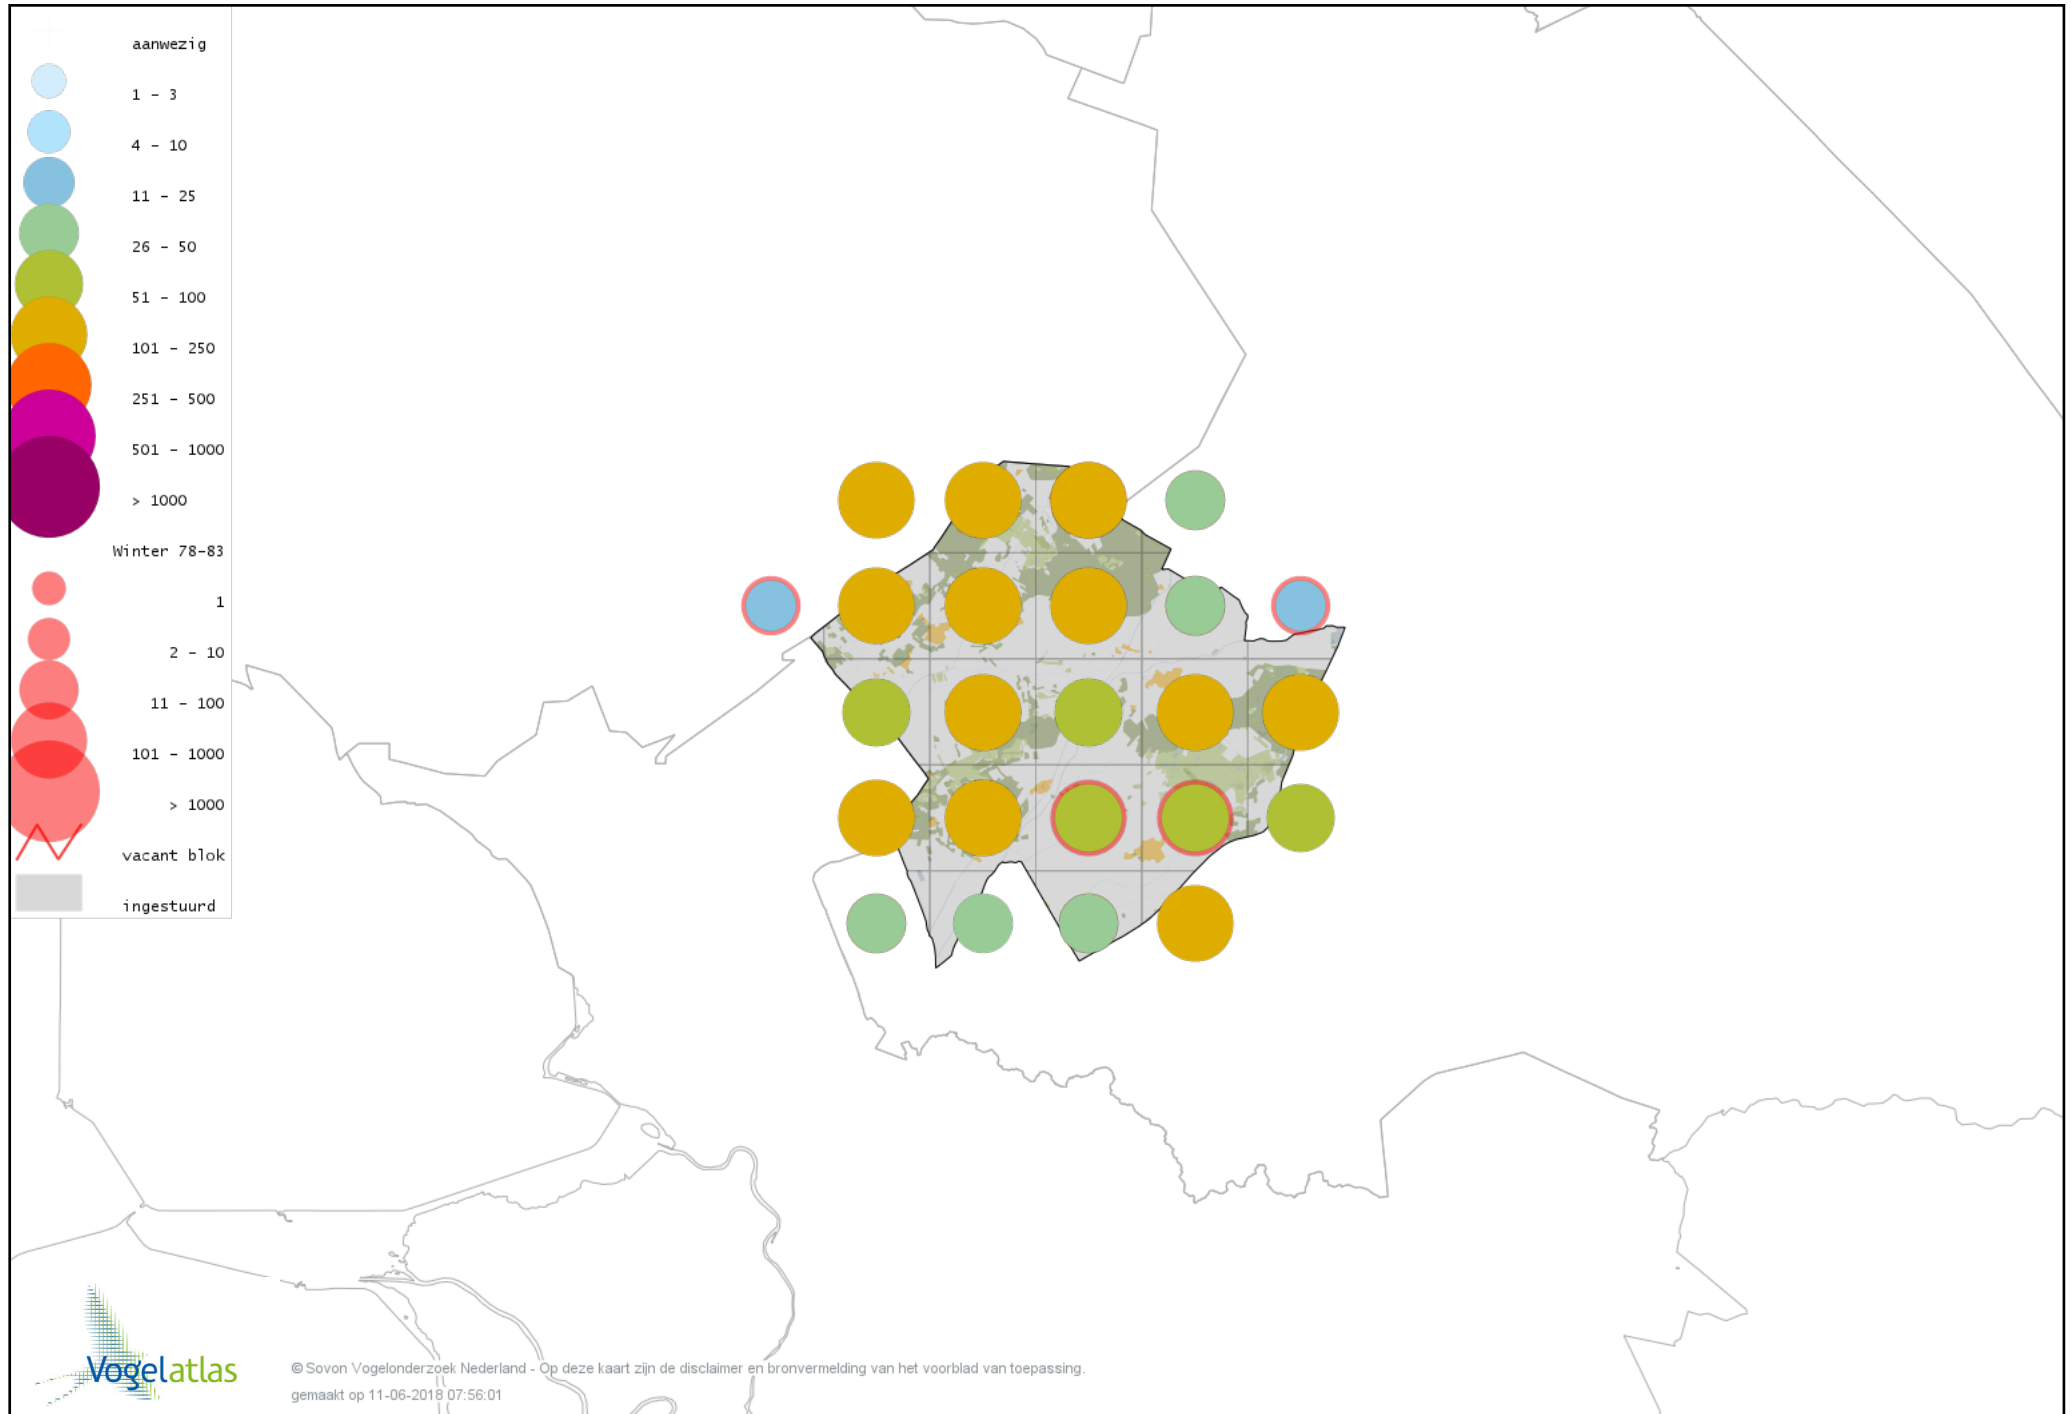 aanwezig
1 – 3
4 – 10
11 – 25
26 – 50
51 – 100
101 – 250
251 – 500
501 – 1000
> 1000
Winter 78-83
1
2 – 10
11 – 100
101 – 1000
> 1000
vacant blok
ingestuurd
Vogelatlas
© Sovon Vogelonderzoek Nederland - Op deze kaart zijn de disclaimer en bronvermelding van het voorblad van toepassing.
gemaakt op 11-06-2018 07:56:01